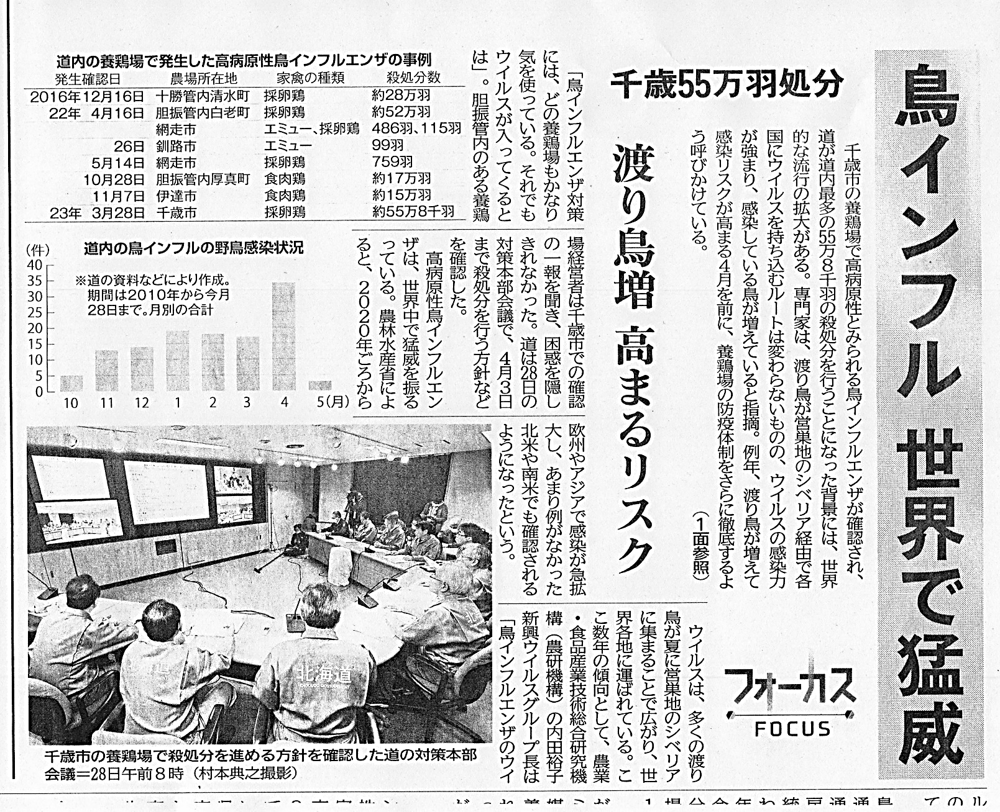 鳥インフル 世界で猛威
千歳55万羽処分
渡り鳥増 高まるリスク
千歳市の養鶏場で高病原性とみられる鳥インフルエンザが確認され、
道が道内最多の55万8千羽の殺処分を行うことになった背景には、世界
的な流行の拡大がある。専門家は、渡り鳥が営巣地のシベリア経由で各
国にウイルスを持ち込むルートは変わらないものの、ウイルスの感染力
が強まり、感染している鳥が増えていると指摘。例年、渡り鳥が増えて
感染リスクが高まる4月を前に、養鶏場の防疫体制をさらに徹底するよ
う呼びかけている。
(1面参照)
フォーカス
FOCUS
「鳥インフルエンザ対策
には、どの養鶏場もかなり
気を使っている。それでも
ウイルスが入ってくると
は」。胆振管内のある養鶏
場経営者は千歳市での確認
の一報を聞き、困惑を隠し
きれなかった。道は28日の
対策本部会議で、4月3日
まで殺処分を行う方針など
を確認した。
高病原性鳥インフルエン
ザは、世界中で猛威を振る
っている。農林水産省によ
ると、2020年ごろから
欧州やアジアで感染が急拡
大し、あまり例がなかった
北米や南米でも確認される
ようになったという。
ウイルスは、多くの渡り
鳥が夏に営巣地のシベリア
に集まることで広がり、世
界各地に運ばれている。こ
こ数年の傾向として、農業
・食品産業技術総合研究機
構(農研機構)の内田裕子
新興ウイルスグループ長は
「鳥インフルエンザのウイ
道内の養鶏場で発生した高病原性鳥インフルエンザの事例
発生確認日 農場所在地 家禽の種類 殺処分数
2016年12月16日 十勝管内清水町 採卵鶏 約28万羽
22年 4月16日 胆振管内白老町 採卵鶏 約52万羽
網走市 エミュー、採卵鶏 486羽、115羽
26日 釧路市 エミュー 99羽
5月14日 網走市 採卵鶏 759羽
10月28日 胆振管内厚真町 食肉鶏 約17万羽
11月7日 伊達市 食肉鶏 約15万羽
23年 3月28日 千歳市 採卵鶏 約55万8千羽
道内の鳥インフルの野鳥感染状況
(件)
※道の資料などにより作成。
期間は2010年から今月
28日まで。月別の合計
40
35
30
25
20
15
10
5
0
10 11 12 1 2 3 4 5(月)
北海道
千歳市の養鶏場で殺処分を進める方針を確認した道の対策本部
会議=28日午前8時(村本典之撮影)